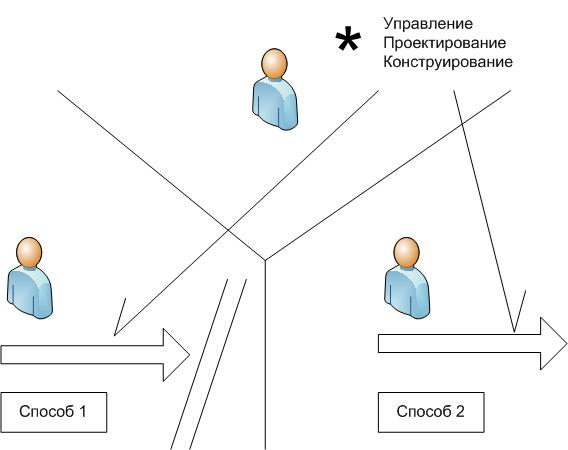 *
Управление
Проектирование
Конструирование
Способ 1
Способ 2